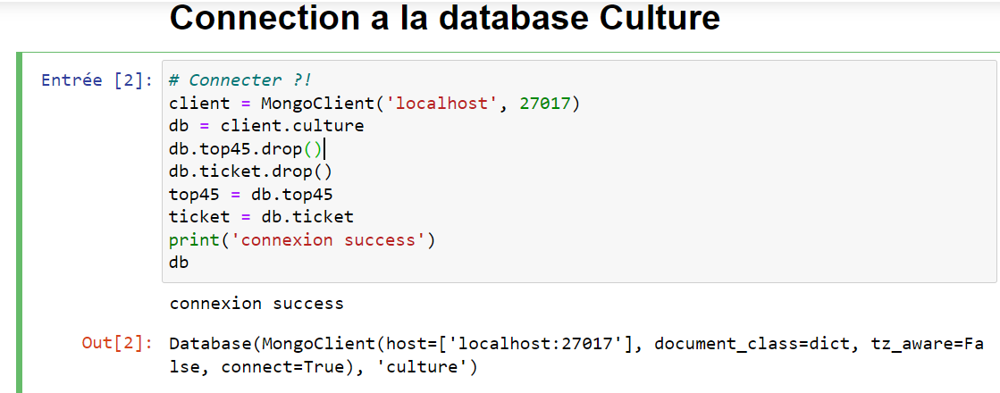 Connection a la database Culture
Entrée [2]: # Connecter ?!
client = MongoClient('localhost', 27017)
db = client.culture
db.top45.drop()
db.ticket.drop()
top45 = db.top45
ticket = db.ticket
print('connexion success')
db
connexion success
Out[2]: Database(MongoClient(host=['localhost:27017'], document_class=dict, tz_aware=Fa
lse, connect=True), 'culture')